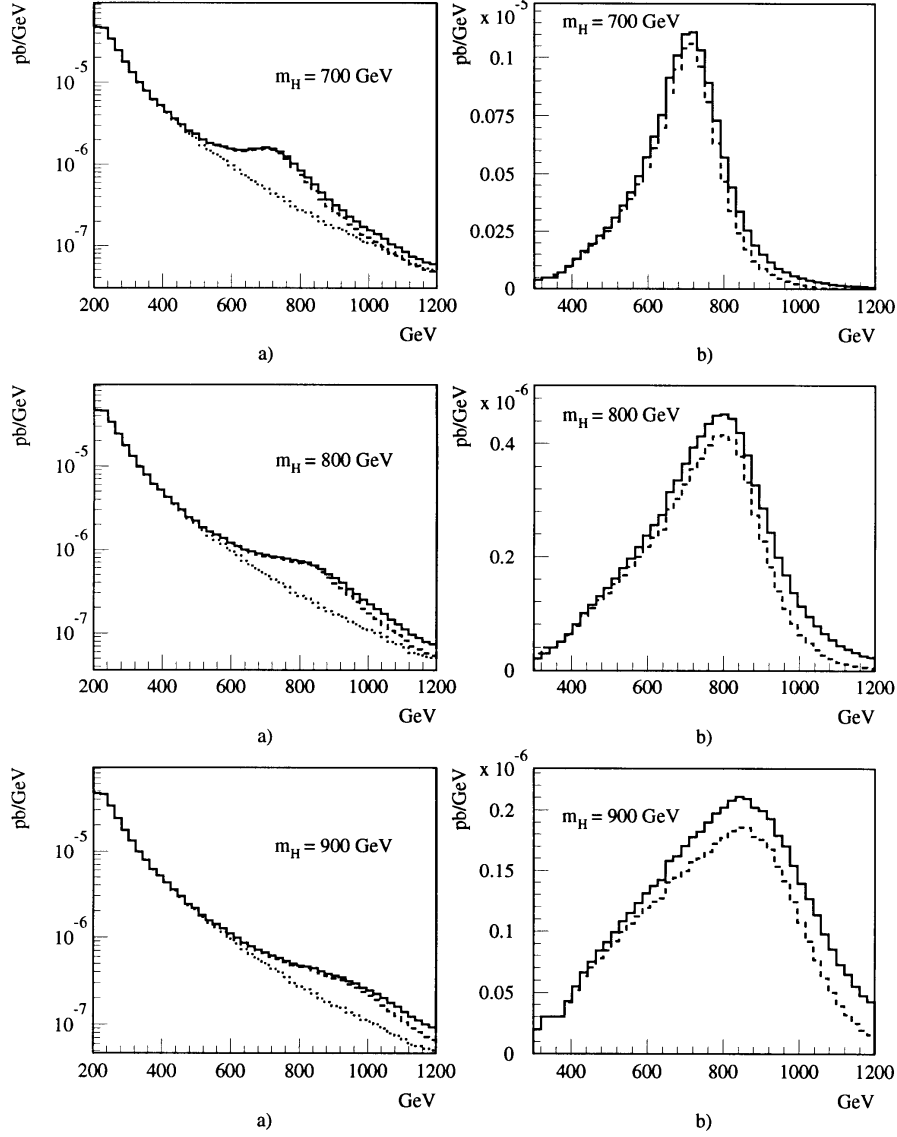 pb/GeV
m_H = 700 GeV
10^-5
10^-6
10^-7
200 400 600 800 1000 1200
GeV
a)
pb/GeV
x 10^-5
m_H = 700 GeV
0.1
0.075
0.05
0.025
0
400 600 800 1000 1200
GeV
b)
pb/GeV
m_H = 800 GeV
10^-5
10^-6
10^-7
200 400 600 800 1000 1200
GeV
a)
pb/GeV
x 10^-6
m_H = 800 GeV
0.4
0.2
0
400 600 800 1000 1200
GeV
b)
pb/GeV
m_H = 900 GeV
10^-5
10^-6
10^-7
200 400 600 800 1000 1200
GeV
a)
pb/GeV
x 10^-6
m_H = 900 GeV
0.2
0.15
0.1
0.05
0
400 600 800 1000 1200
GeV
b)